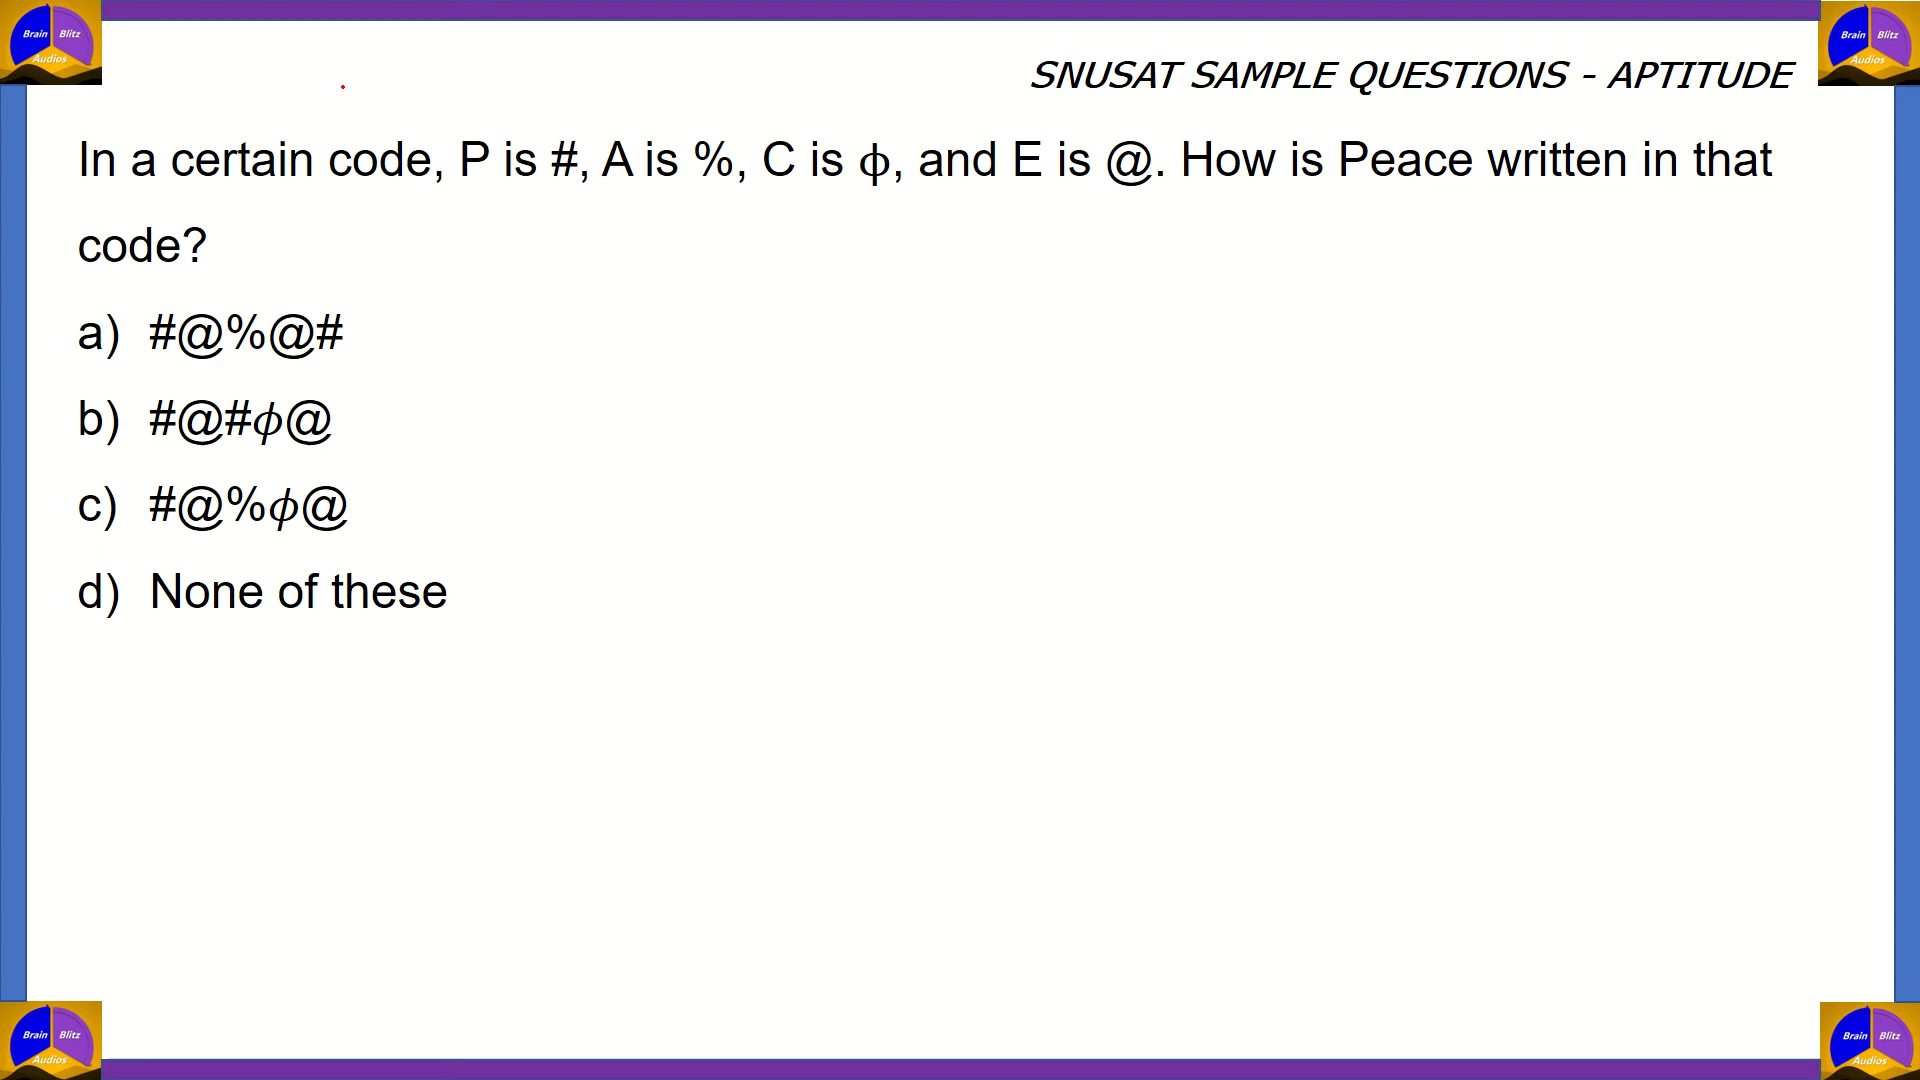 Brain Blitz
Audios
Brain Blitz
Audios
SNUSAT SAMPLE QUESTIONS - APTITUDE
In a certain code, P is #, A is %, C is ϕ, and E is @. How is Peace written in that
code?
a) #@%@#
b) #@#ϕ@
c) #@%ϕ@
d) None of these
Brain Blitz
Audios
Brain Blitz
Audios